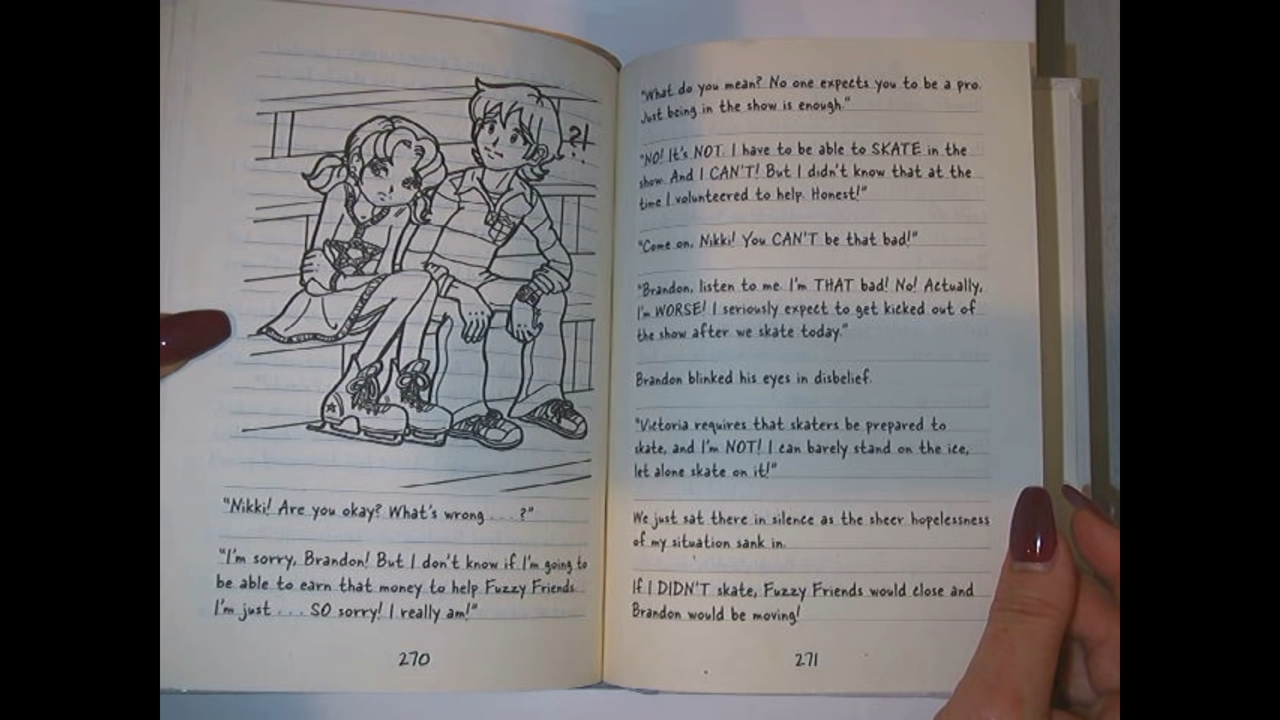 ?!
"Nikki! Are you okay? What's wrong . . . ?"
"I'm sorry, Brandon! But I don't know if I'm going to
be able to earn that money to help Fuzzy Friends.
I'm just . . . SO sorry! I really am!"
270
"What do you mean? No one expects you to be a pro.
Just being in the show is enough."
"NO! It's NOT. I have to be able to SKATE in the
show. And I CAN'T! But I didn't know that at the
time I volunteered to help. Honest!"
"Come on, Nikki! You CAN'T be that bad!"
"Brandon, listen to me. I'm THAT bad! No! Actually,
I'm WORSE! I seriously expect to get kicked out of
the show after we skate today."
Brandon blinked his eyes in disbelief.
"Victoria requires that skaters be prepared to
skate, and I'm NOT! I can barely stand on the ice,
let alone skate on it!"
We just sat there in silence as the sheer hopelessness
of my situation sank in.
If I DIDN'T skate, Fuzzy Friends would close and
Brandon would be moving!
271